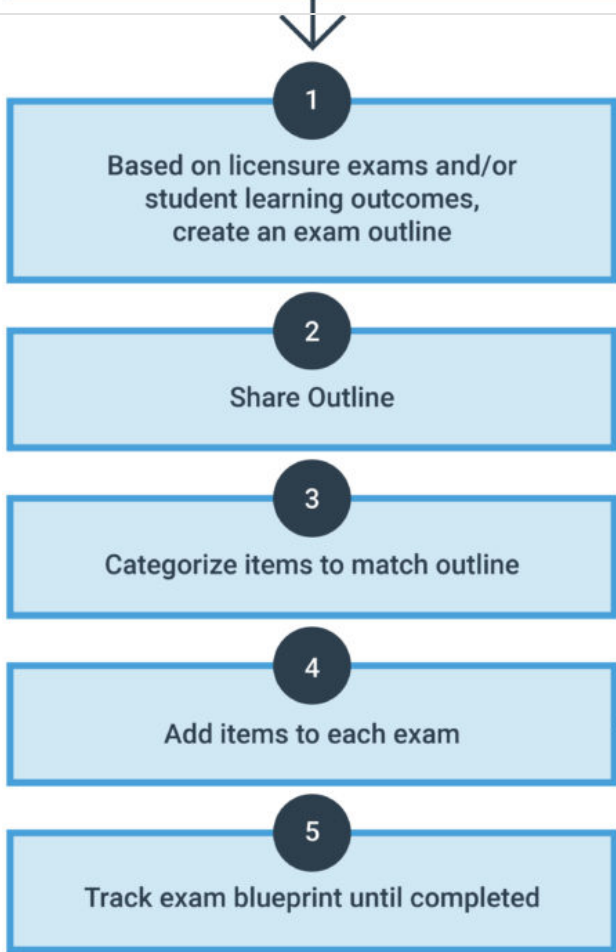 1
Based on licensure exams and/or
student learning outcomes,
create an exam outline
2
Share Outline
3
Categorize items to match outline
4
Add items to each exam
5
Track exam blueprint until completed